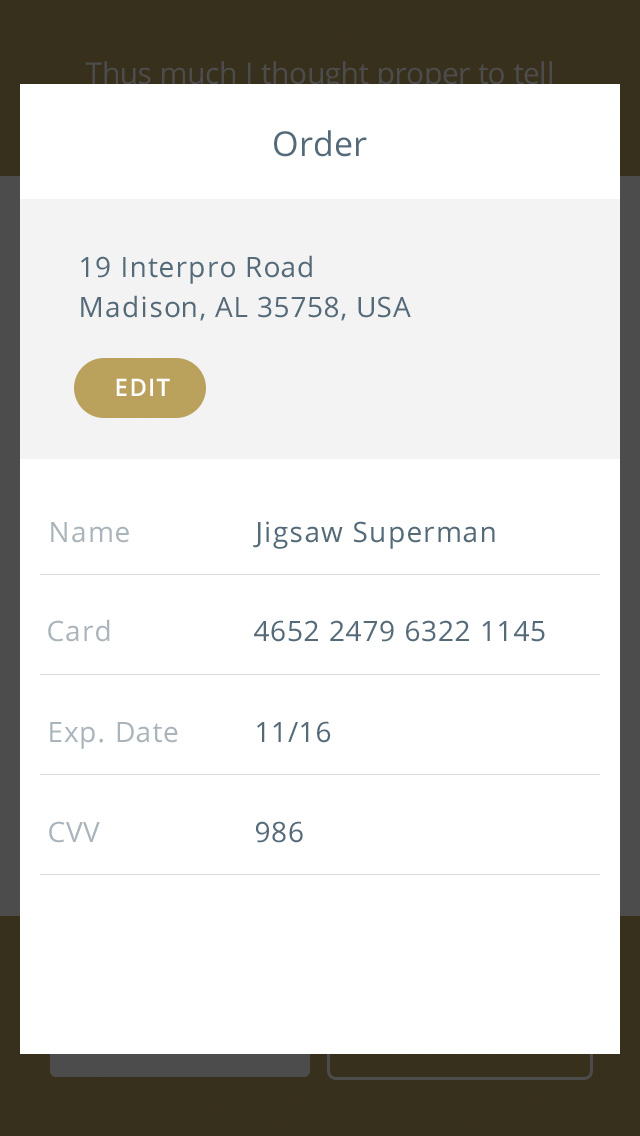 Thus much I thought proper to tell
Order
19 Interpro Road
Madison, AL 35758, USA
EDIT
Name Jigsaw Superman
Card 4652 2479 6322 1145
Exp. Date 11/16
CVV 986